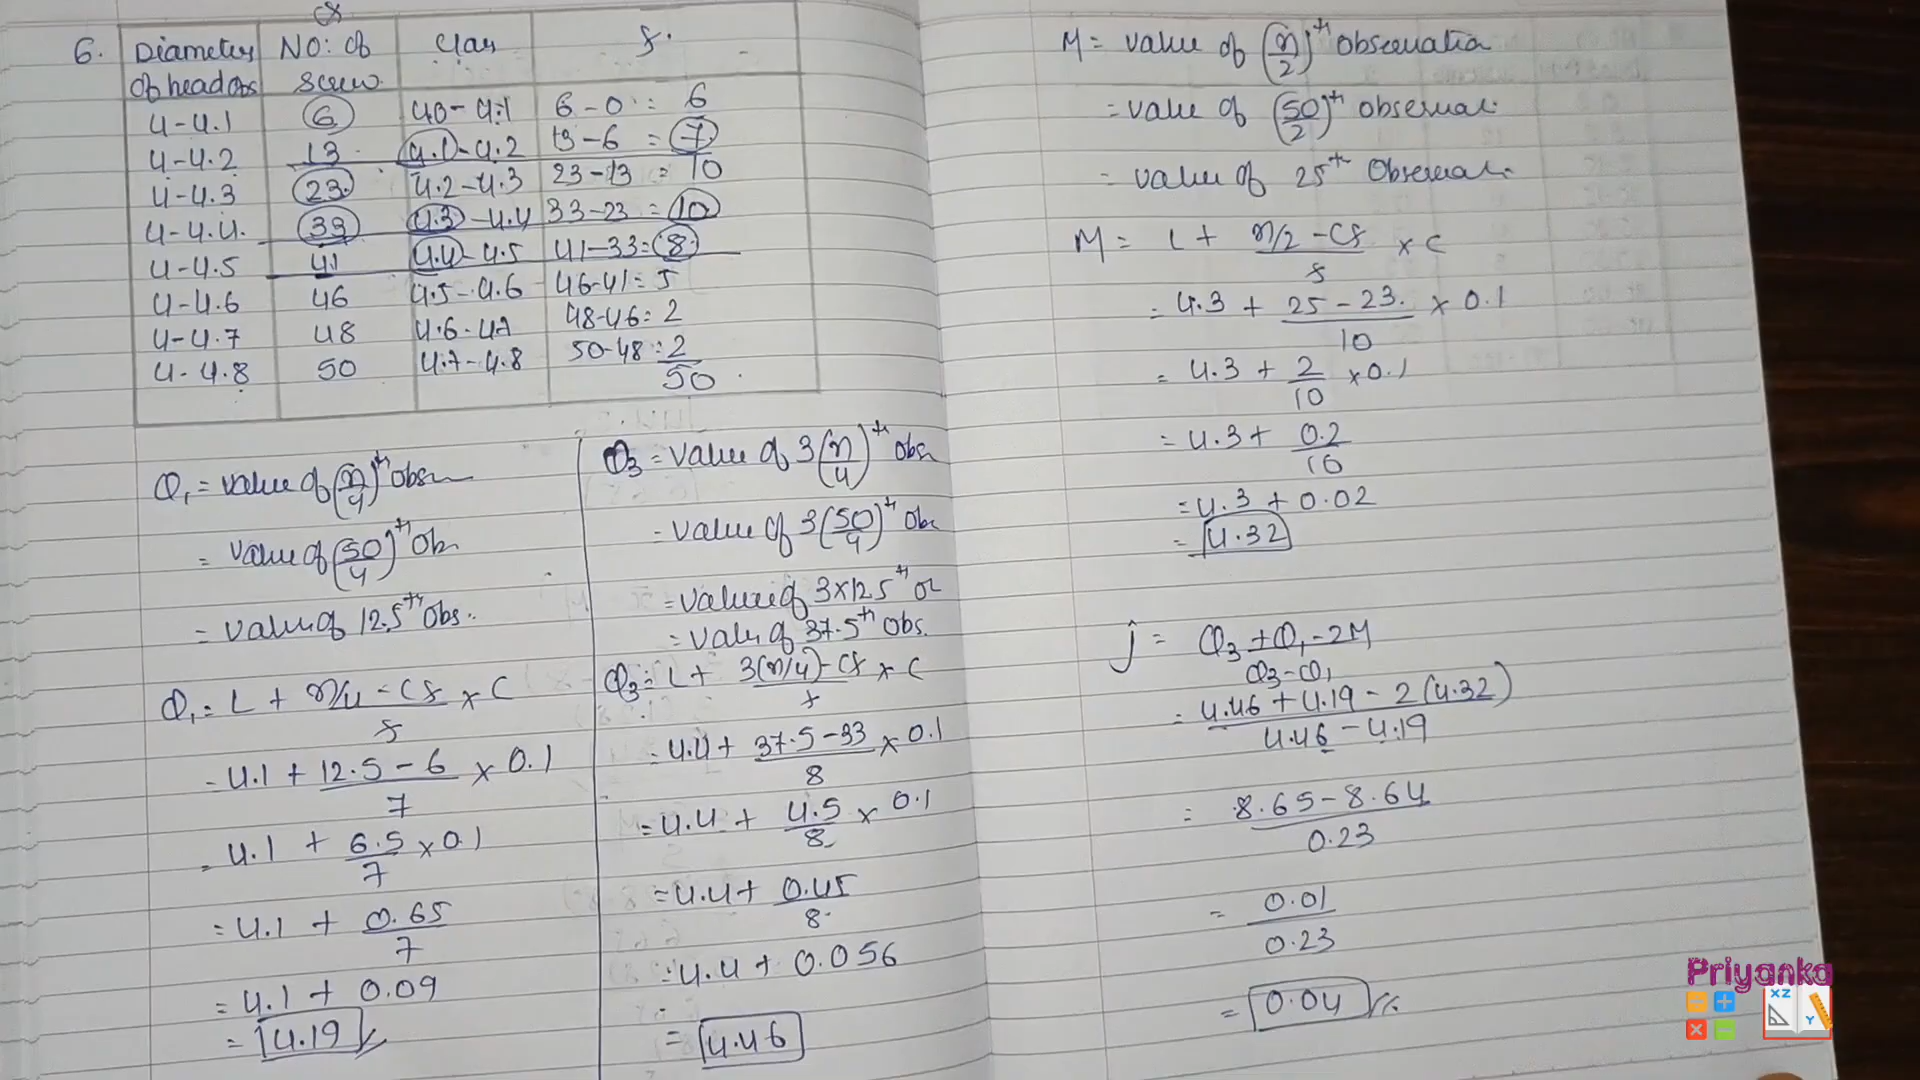 cf
6. Diameter NO: of Clas f.
Of heads screw.
4-4.1 6 40-4.1 6-0 = 6
4-4.2 13 4.1-4.2 13-6 = 7
4-4.3 23 4.2-4.3 23-13 = 10
4-4.4. 33 4.3-4.4 33-23 = 10
4-4.5 41 4.4-4.5 41-33 = 8
4-4.6 46 4.5-4.6 46-41 = 5
4-4.7 48 4.6-4.7 48-46 = 2
4-4.8 50 4.7-4.8 50-48 = 2
50
Q₁ = value of (n/4)th Obsn
= value of (50/4)th Ob
= value of 12.5th Obs.
Q₁ = L + n/4 - cf / f × C
= 4.1 + 12.5 - 6 / 7 × 0.1
= 4.1 + 6.5 / 7 × 0.1
= 4.1 + 0.65 / 7
= 4.1 + 0.09
= 4.19
Q₃ = value of 3(n/4)th obsn
= value of 3(50/4)th Obs
= value of 3×12.5th Ob
= value of 37.5th Obs.
Q₃ = L + 3(n/4) - cf / f × C
= 4.4 + 37.5 - 33 / 8 × 0.1
= 4.4 + 4.5 / 8 × 0.1
= 4.4 + 0.45 / 8
= 4.4 + 0.056
= 4.46
M = value of (n/2)th Observation
= value of (50/2)th observat.
= value of 25th Observat.
M = L + n/2 - cf / f × C
= 4.3 + 25 - 23 / 10 × 0.1
= 4.3 + 2 / 10 × 0.1
= 4.3 + 0.2 / 10
= 4.3 + 0.02
= 4.32
j = Q₃ + Q₁ - 2M / Q₃ - Q₁
= 4.46 + 4.19 - 2(4.32) / 4.46 - 4.19
= 8.65 - 8.64 / 0.23
= 0.01 / 0.23
= 0.04
Priyanka